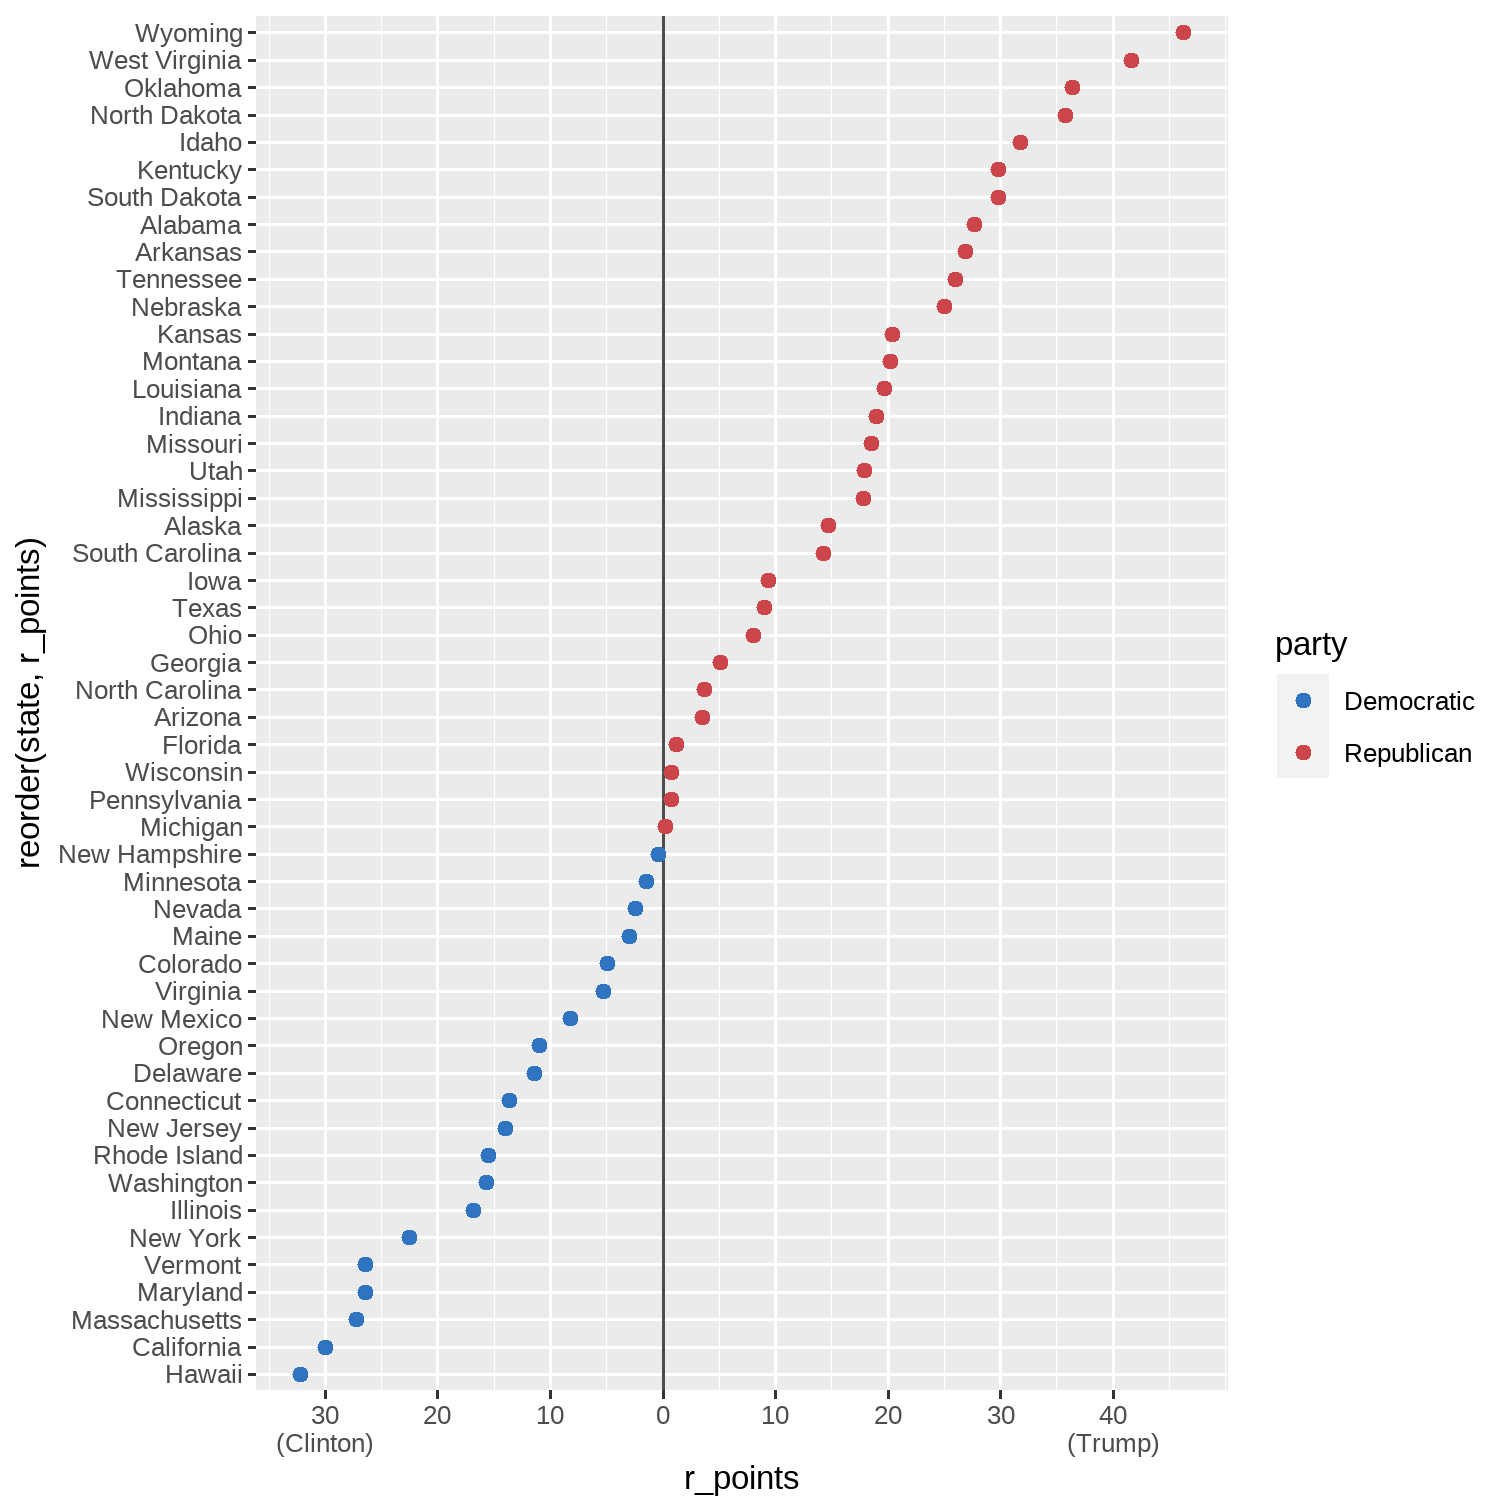 Wyoming
West Virginia
Oklahoma
North Dakota
Idaho
Kentucky
South Dakota
Alabama
Arkansas
Tennessee
Nebraska
Kansas
Montana
Louisiana
Indiana
Missouri
Utah
Mississippi
Alaska
South Carolina
Iowa
Texas
Ohio
Georgia
North Carolina
Arizona
Florida
Wisconsin
Pennsylvania
Michigan
New Hampshire
Minnesota
Nevada
Maine
Colorado
Virginia
New Mexico
Oregon
Delaware
Connecticut
New Jersey
Rhode Island
Washington
Illinois
New York
Vermont
Maryland
Massachusetts
California
Hawaii
reorder(state, r_points)
30 20 10 0 10 20 30 40
(Clinton) (Trump)
r_points
party
Democratic
Republican